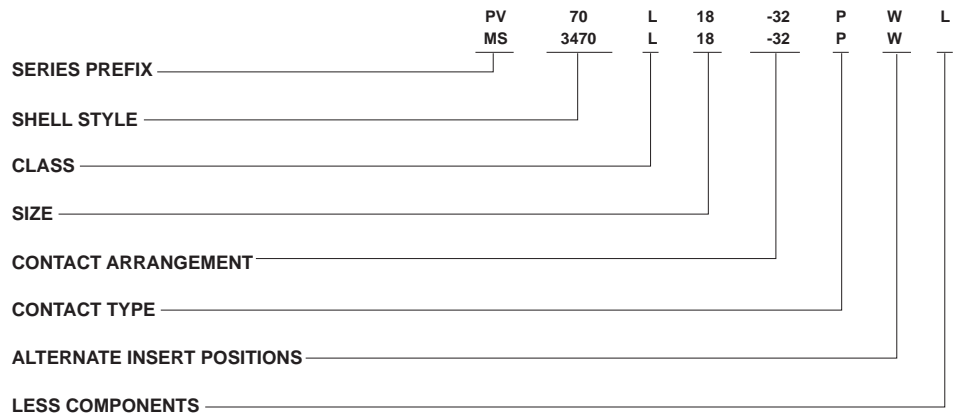 PV 70 L 18 -32 P W L
MS 3470 L 18 -32 P W
SERIES PREFIX
SHELL STYLE
CLASS
SIZE
CONTACT ARRANGEMENT
CONTACT TYPE
ALTERNATE INSERT POSITIONS
LESS COMPONENTS